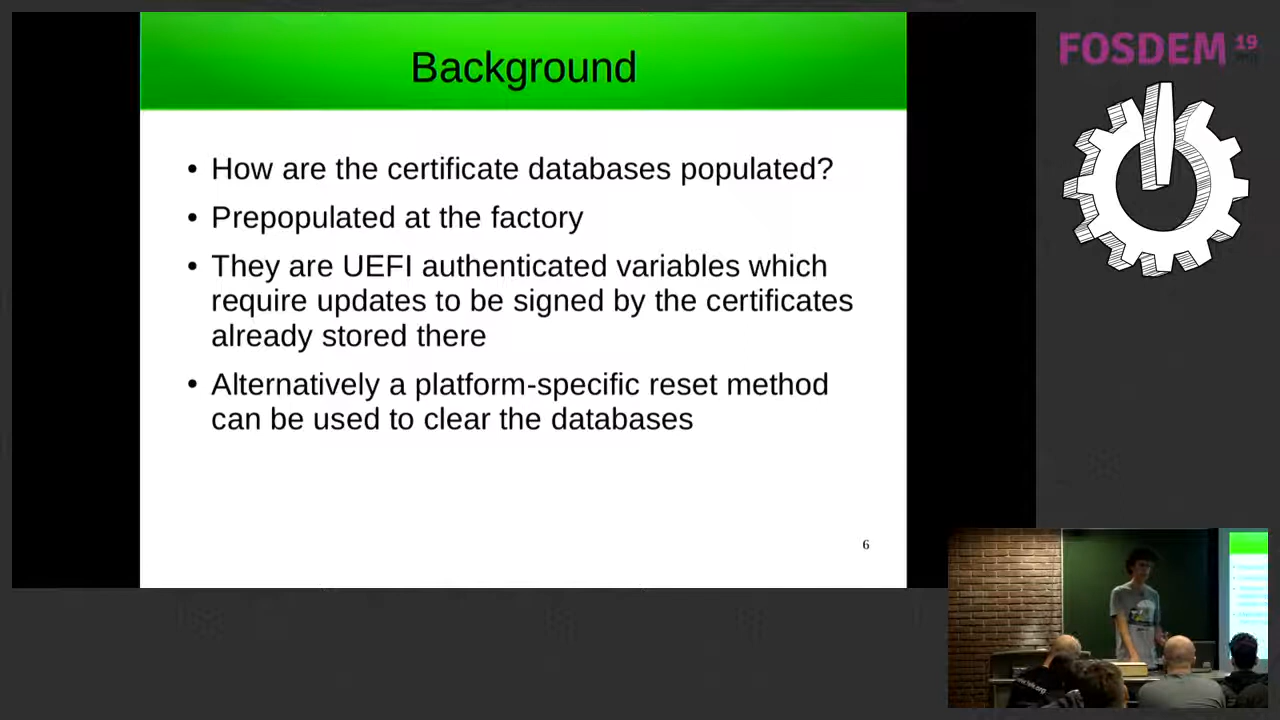 Background
• How are the certificate databases populated?
• Prepopulated at the factory
• They are UEFI authenticated variables which
require updates to be signed by the certificates
already stored there
• Alternatively a platform-specific reset method
can be used to clear the databases
6
FOSDEM 19